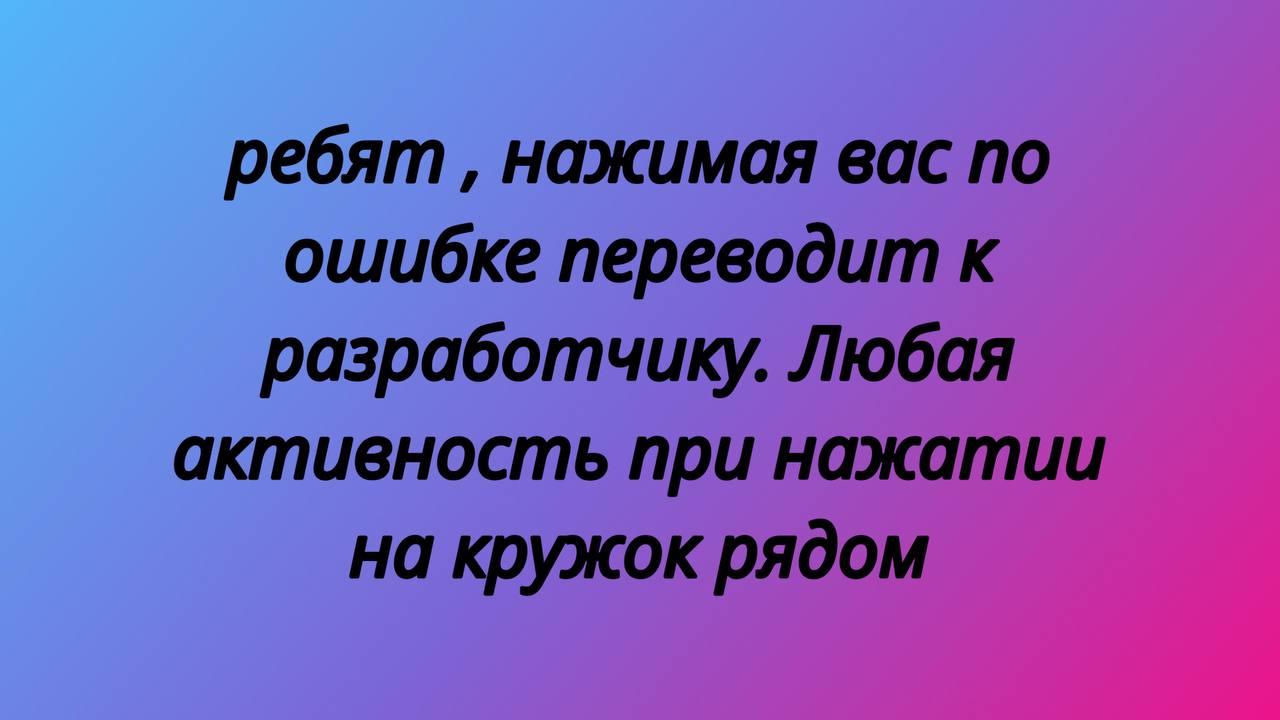 ребят , нажимая вас по
ошибке переводит к
разработчику. Любая
активность при нажатии
на кружок рядом